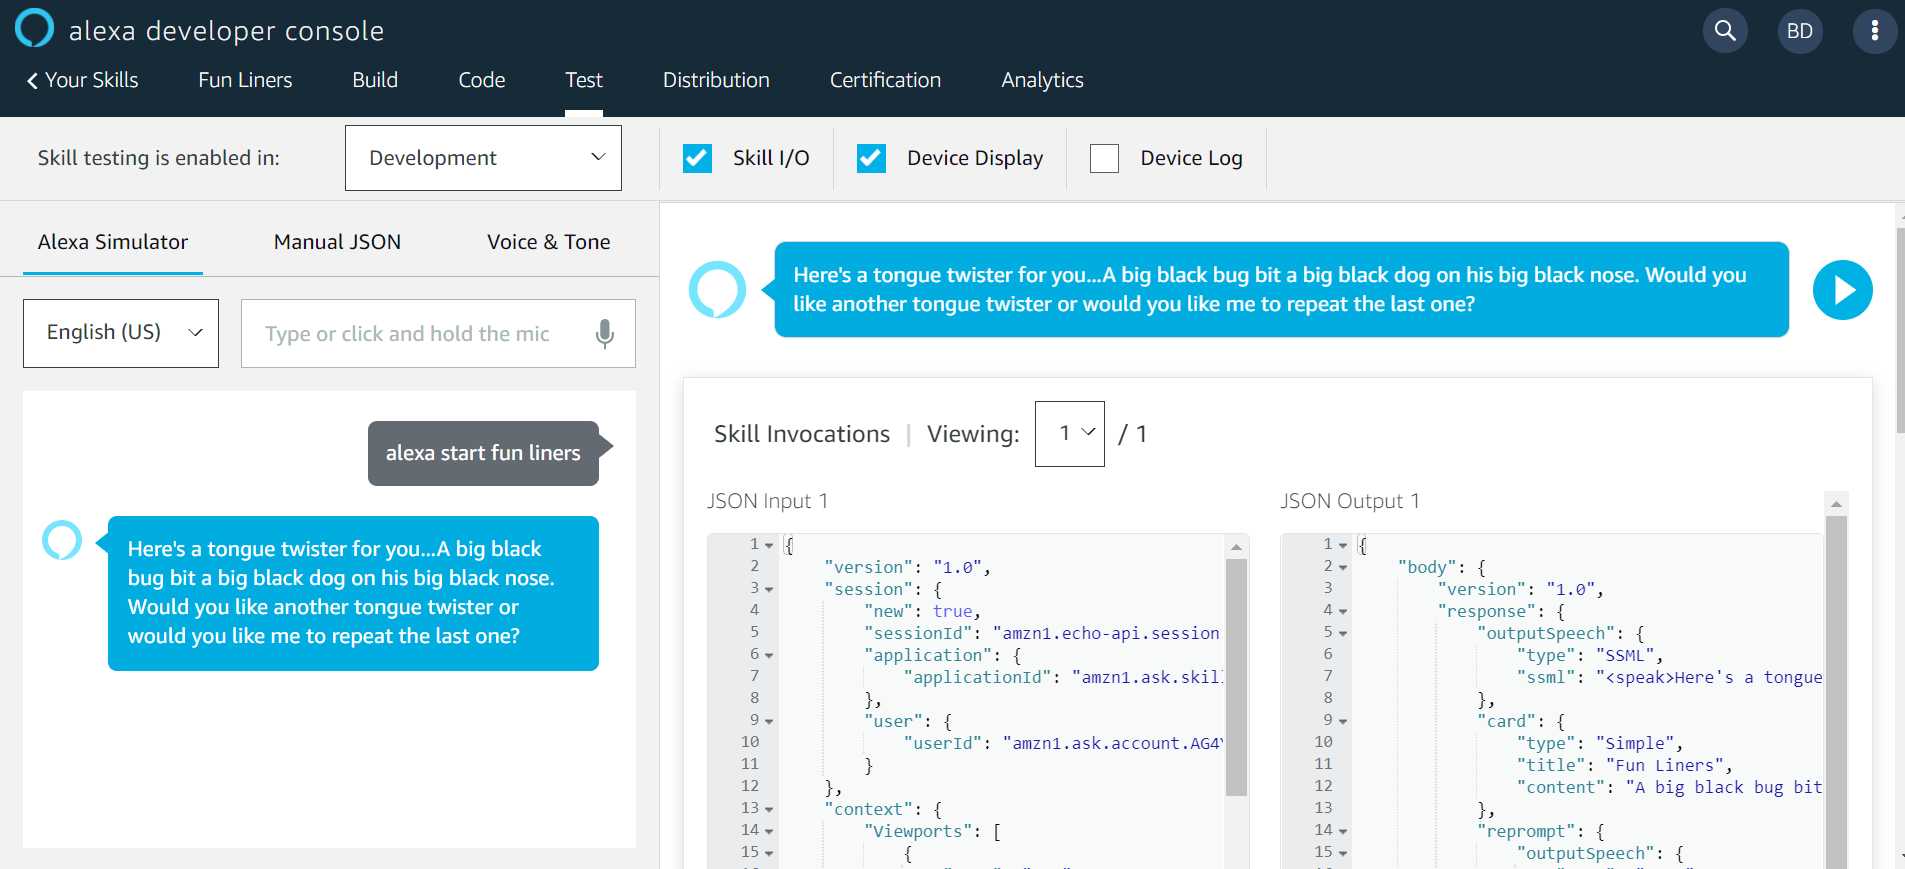 alexa developer console
BD
Your Skills
Fun Liners
Build
Code
Test
Distribution
Certification
Analytics
Skill testing is enabled in:
Development
Skill I/O
Device Display
Device Log
Alexa Simulator
Manual JSON
Voice & Tone
English (US)
Type or click and hold the mic
alexa start fun liners
Here's a tongue twister for you...A big black
bug bit a big black dog on his big black nose.
Would you like another tongue twister or
would you like me to repeat the last one?
Here's a tongue twister for you...A big black bug bit a big black dog on his big black nose. Would you
like another tongue twister or would you like me to repeat the last one?
Skill Invocations | Viewing: 1 / 1
JSON Input 1
1 {
2 "version": "1.0",
3 "session": {
4 "new": true,
5 "sessionId": "amzn1.echo-api.session
6 "application": {
7 "applicationId": "amzn1.ask.skil
8 },
9 "user": {
10 "userId": "amzn1.ask.account.AG4
11 }
12 },
13 "context": {
14 "Viewports": [
15 {
JSON Output 1
1 {
2 "body": {
3 "version": "1.0",
4 "response": {
5 "outputSpeech": {
6 "type": "SSML",
7 "ssml": "<speak>Here's a tongue
8 },
9 "card": {
10 "type": "Simple",
11 "title": "Fun Liners",
12 "content": "A big black bug bit
13 },
14 "reprompt": {
15 "outputSpeech": {